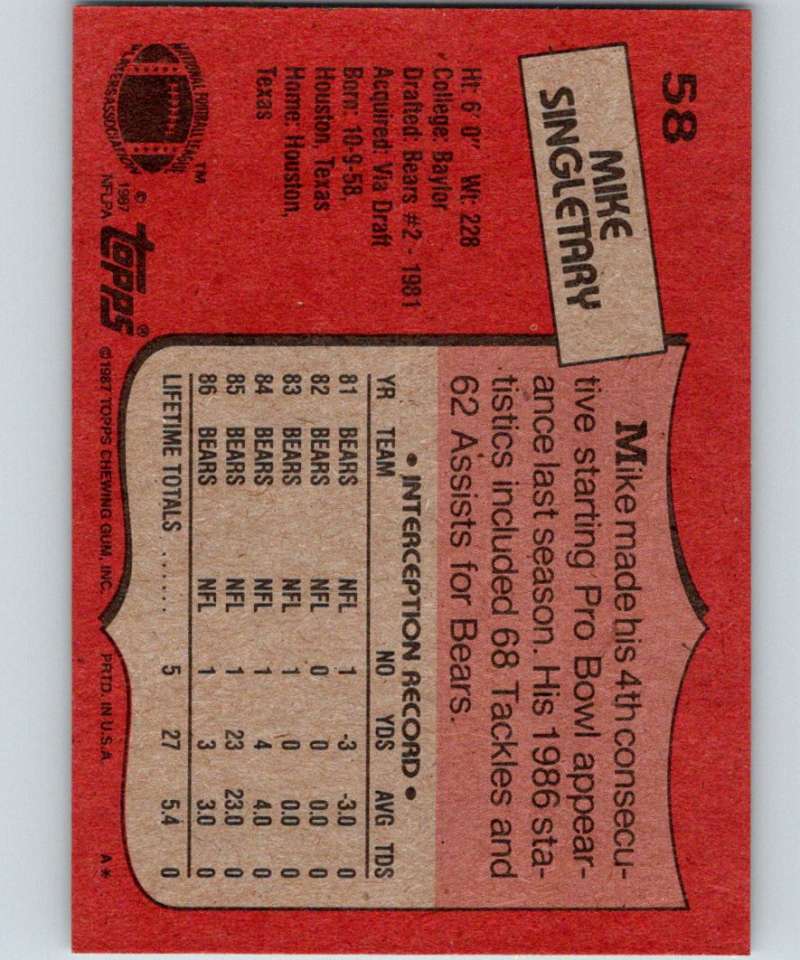 58
MIKE
SINGLETARY
Ht: 6' 0" Wt: 228
College: Baylor
Drafted: Bears #2 - 1981
Acquired: Via Draft
Born: 10-9-58,
Houston, Texas
Home: Houston,
Texas
NATIONAL FOOTBALL LEAGUE
PLAYERS ASSOCIATION
TM
© 1987
NFLPA
topps®
Mike made his 4th consecu-
tive starting Pro Bowl appear-
ance last season. His 1986 sta-
tistics included 68 Tackles and
62 Assists for Bears.
• INTERCEPTION RECORD •
YR TEAM NO YDS AVG TDS
81 BEARS NFL 1 -3 -3.0 0
82 BEARS NFL 0 0 0.0 0
83 BEARS NFL 1 0 0.0 0
84 BEARS NFL 1 4 4.0 0
85 BEARS NFL 1 23 23.0 0
86 BEARS NFL 1 3 3.0 0
LIFETIME TOTALS ...... 5 27 5.4 0
©1987 TOPPS CHEWING GUM, INC. PRTD. IN U.S.A. A*